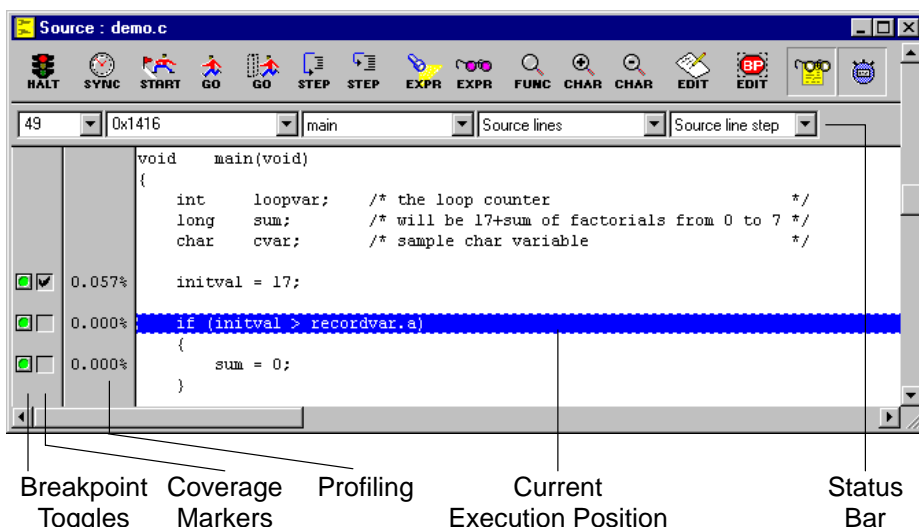 Source : demo.c
HALT SYNC START GO GO STEP STEP EXPR EXPR FUNC CHAR CHAR EDIT BP EDIT
49 0x1416 main Source lines Source line step
void    main(void)
{
int     loopvar;    /* the loop counter                          */
long    sum;        /* will be 17+sum of factorials from 0 to 7 */
char    cvar;       /* sample char variable                      */
0.057% initval = 17;
0.000% if (initval > recordvar.a)
{
0.000% sum = 0;
}
Breakpoint Coverage Profiling Current Status
Toggles Markers Execution Position Bar